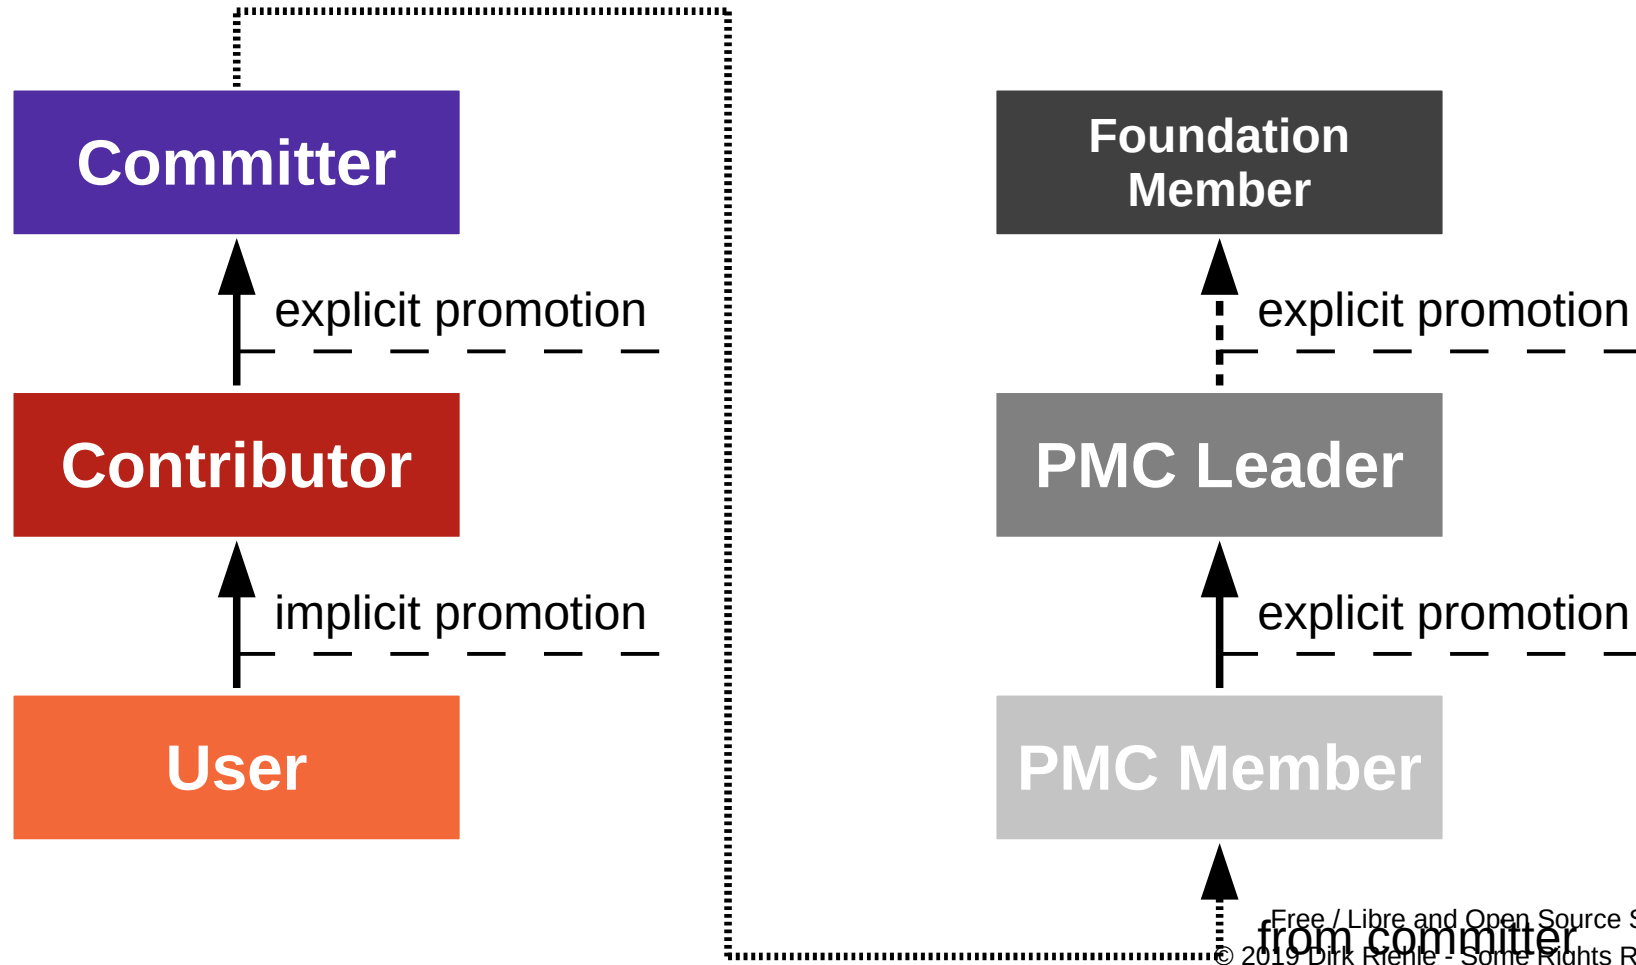 Committer
explicit promotion
Contributor
implicit promotion
User
Foundation
Member
explicit promotion
PMC Leader
explicit promotion
PMC Member
from committer
Free / Libre and Open Source S
© 2019 Dirk Riehle - Some Rights R